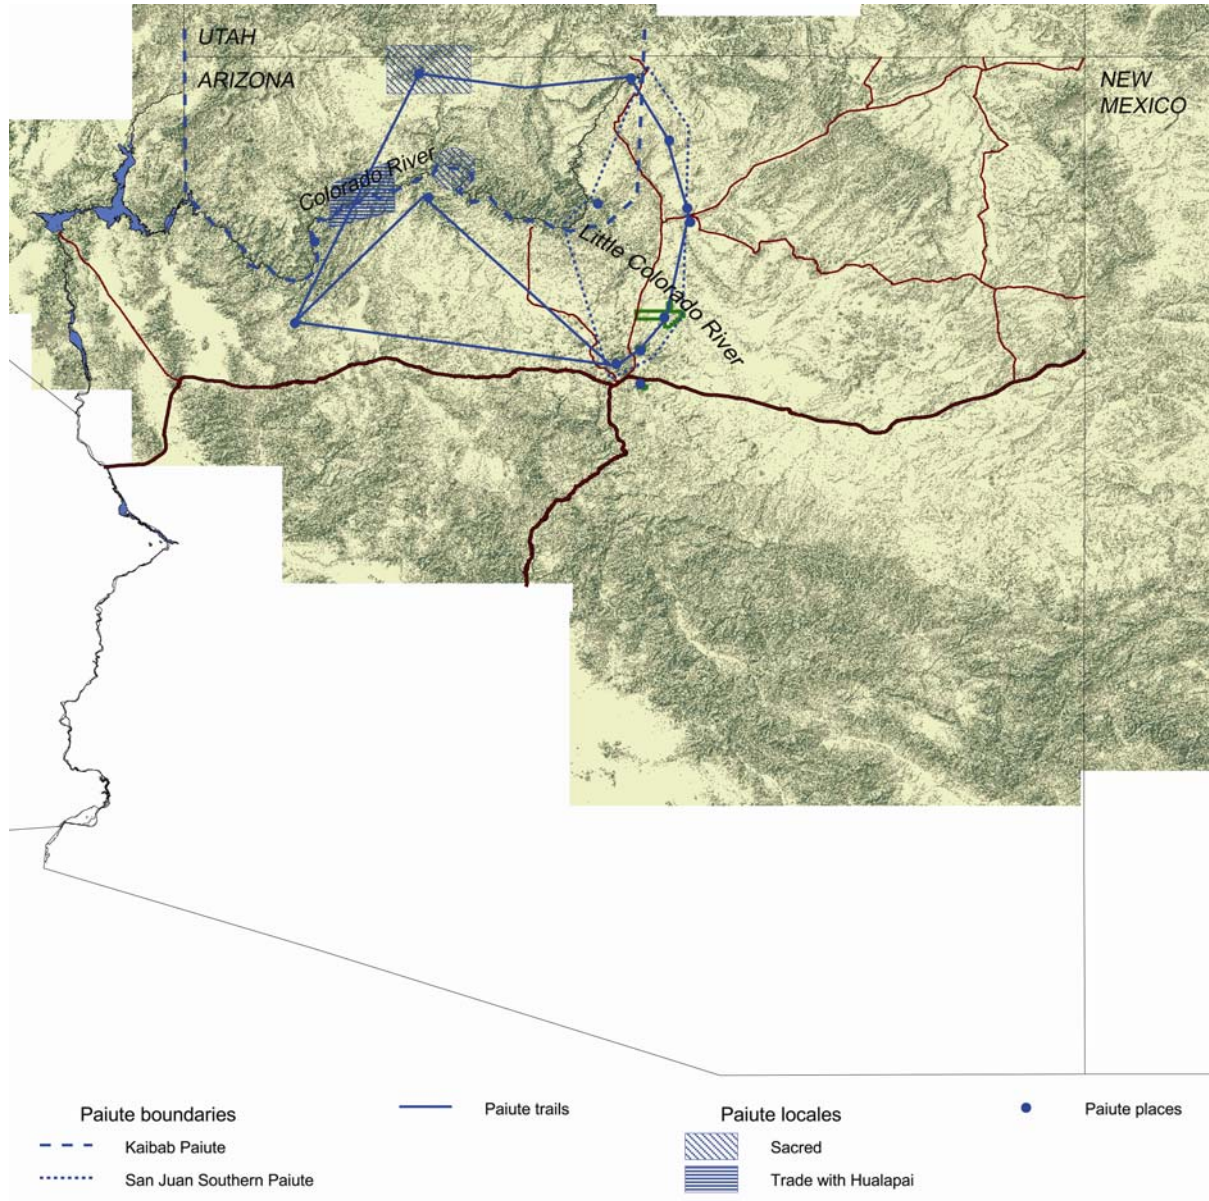 UTAH
ARIZONA
NEW
MEXICO
Colorado River
Little Colorado River
Paiute boundaries
Kaibab Paiute
San Juan Southern Paiute
Paiute trails
Paiute locales
Sacred
Trade with Hualapai
Paiute places